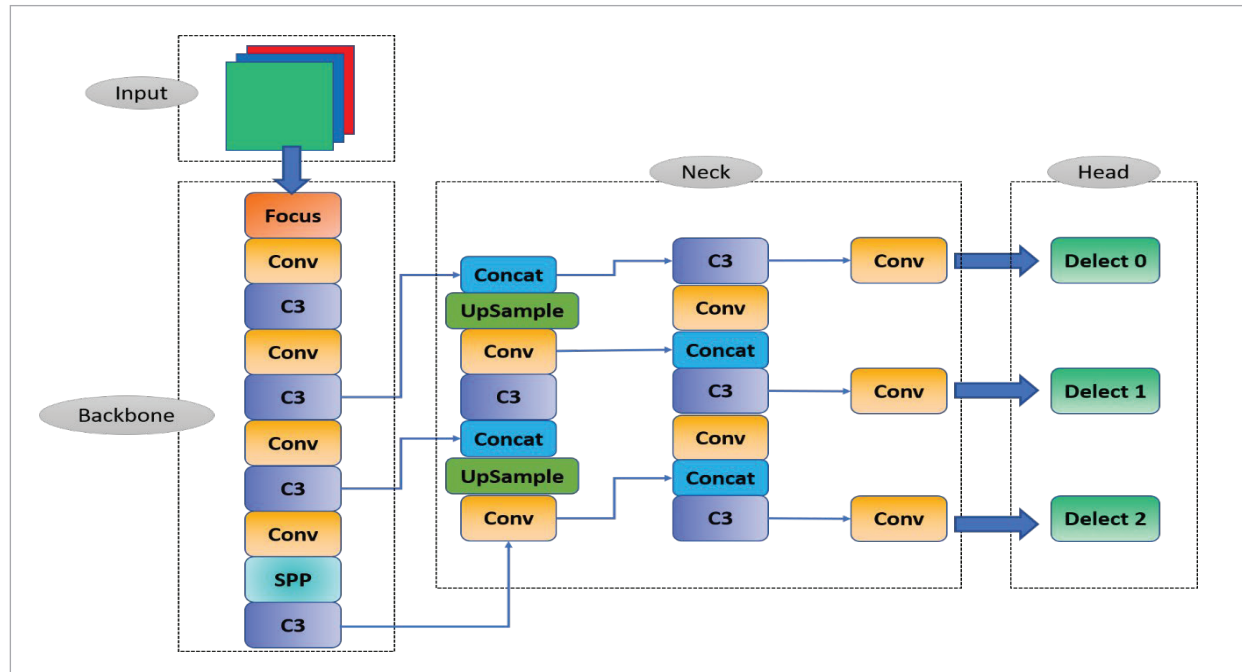 Input
Backbone
Focus
Conv
C3
Conv
C3
Conv
C3
Conv
SPP
C3
Neck
Concat
UpSample
Conv
C3
Concat
UpSample
Conv
C3
Conv
Concat
C3
Conv
Concat
C3
Conv
Conv
Conv
Head
Delect 0
Delect 1
Delect 2